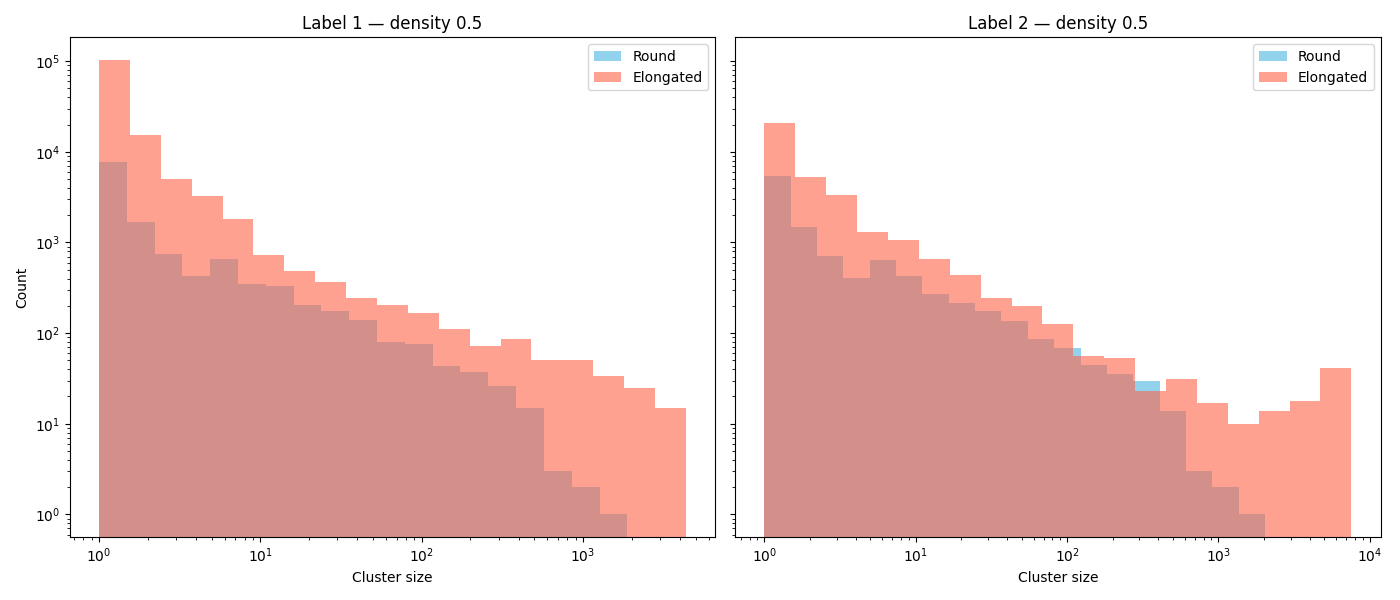 Label 1 — density 0.5
Label 2 — density 0.5
Round
Elongated
Round
Elongated
Count
10⁵
10⁴
10³
10²
10¹
10⁰
10⁰ 10¹ 10² 10³
10⁰ 10¹ 10² 10³ 10⁴
Cluster size
Cluster size